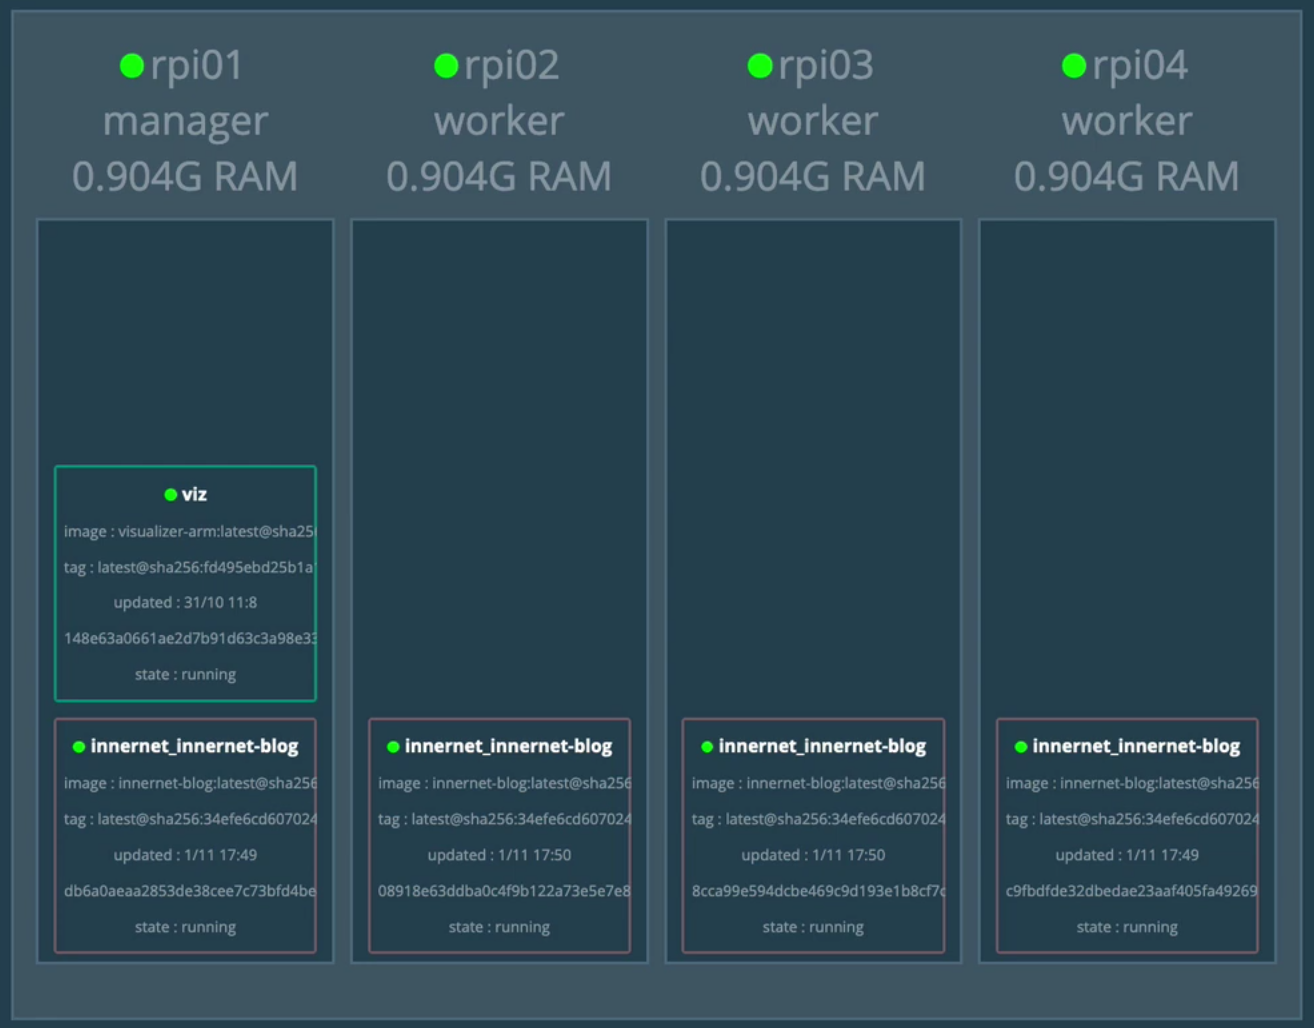 rpi01
manager
0.904G RAM
viz
image : visualizer-arm:latest@sha25
tag : latest@sha256:fd495ebd25b1a
updated : 31/10 11:8
148e63a0661ae2d7b91d63c3a98e33
state : running
innernet_innernet-blog
image : innernet-blog:latest@sha256
tag : latest@sha256:34efe6cd607024
updated : 1/11 17:49
db6a0aeaa2853de38cee7c73bfd4be
state : running
rpi02
worker
0.904G RAM
innernet_innernet-blog
image : innernet-blog:latest@sha256
tag : latest@sha256:34efe6cd607024
updated : 1/11 17:50
08918e63ddba0c4f9b122a73e5e7e8
state : running
rpi03
worker
0.904G RAM
innernet_innernet-blog
image : innernet-blog:latest@sha256
tag : latest@sha256:34efe6cd607024
updated : 1/11 17:50
8cca99e594dcbe469c9d193e1b8cf7c
state : running
rpi04
worker
0.904G RAM
innernet_innernet-blog
image : innernet-blog:latest@sha256
tag : latest@sha256:34efe6cd607024
updated : 1/11 17:49
c9fbdfde32dbedae23aaf405fa49269
state : running